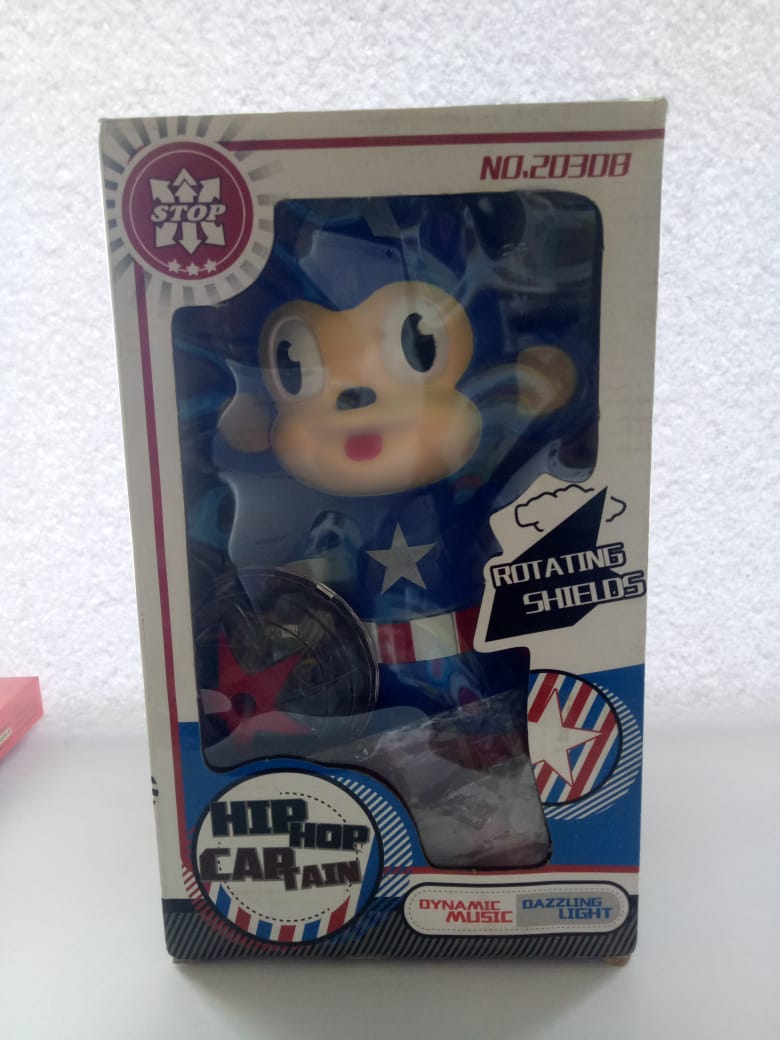 STOP
NO.2030B
ROTATING
SHIELDS
HIP
HOP
CAPTAIN
DYNAMIC
MUSIC
DAZZLING
LIGHT